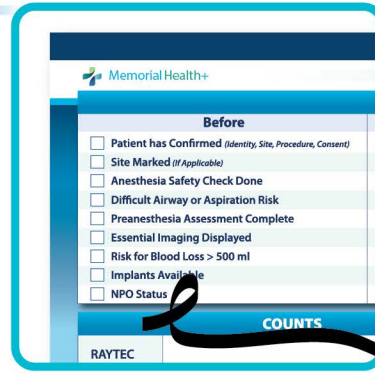 Memorial Health+
Before
Patient has Confirmed (Identity, Site, Procedure, Consent)
Site Marked (If Applicable)
Anesthesia Safety Check Done
Difficult Airway or Aspiration Risk
Preanesthesia Assessment Complete
Essential Imaging Displayed
Risk for Blood Loss > 500 ml
Implants Available
NPO Status
COUNTS
RAYTEC